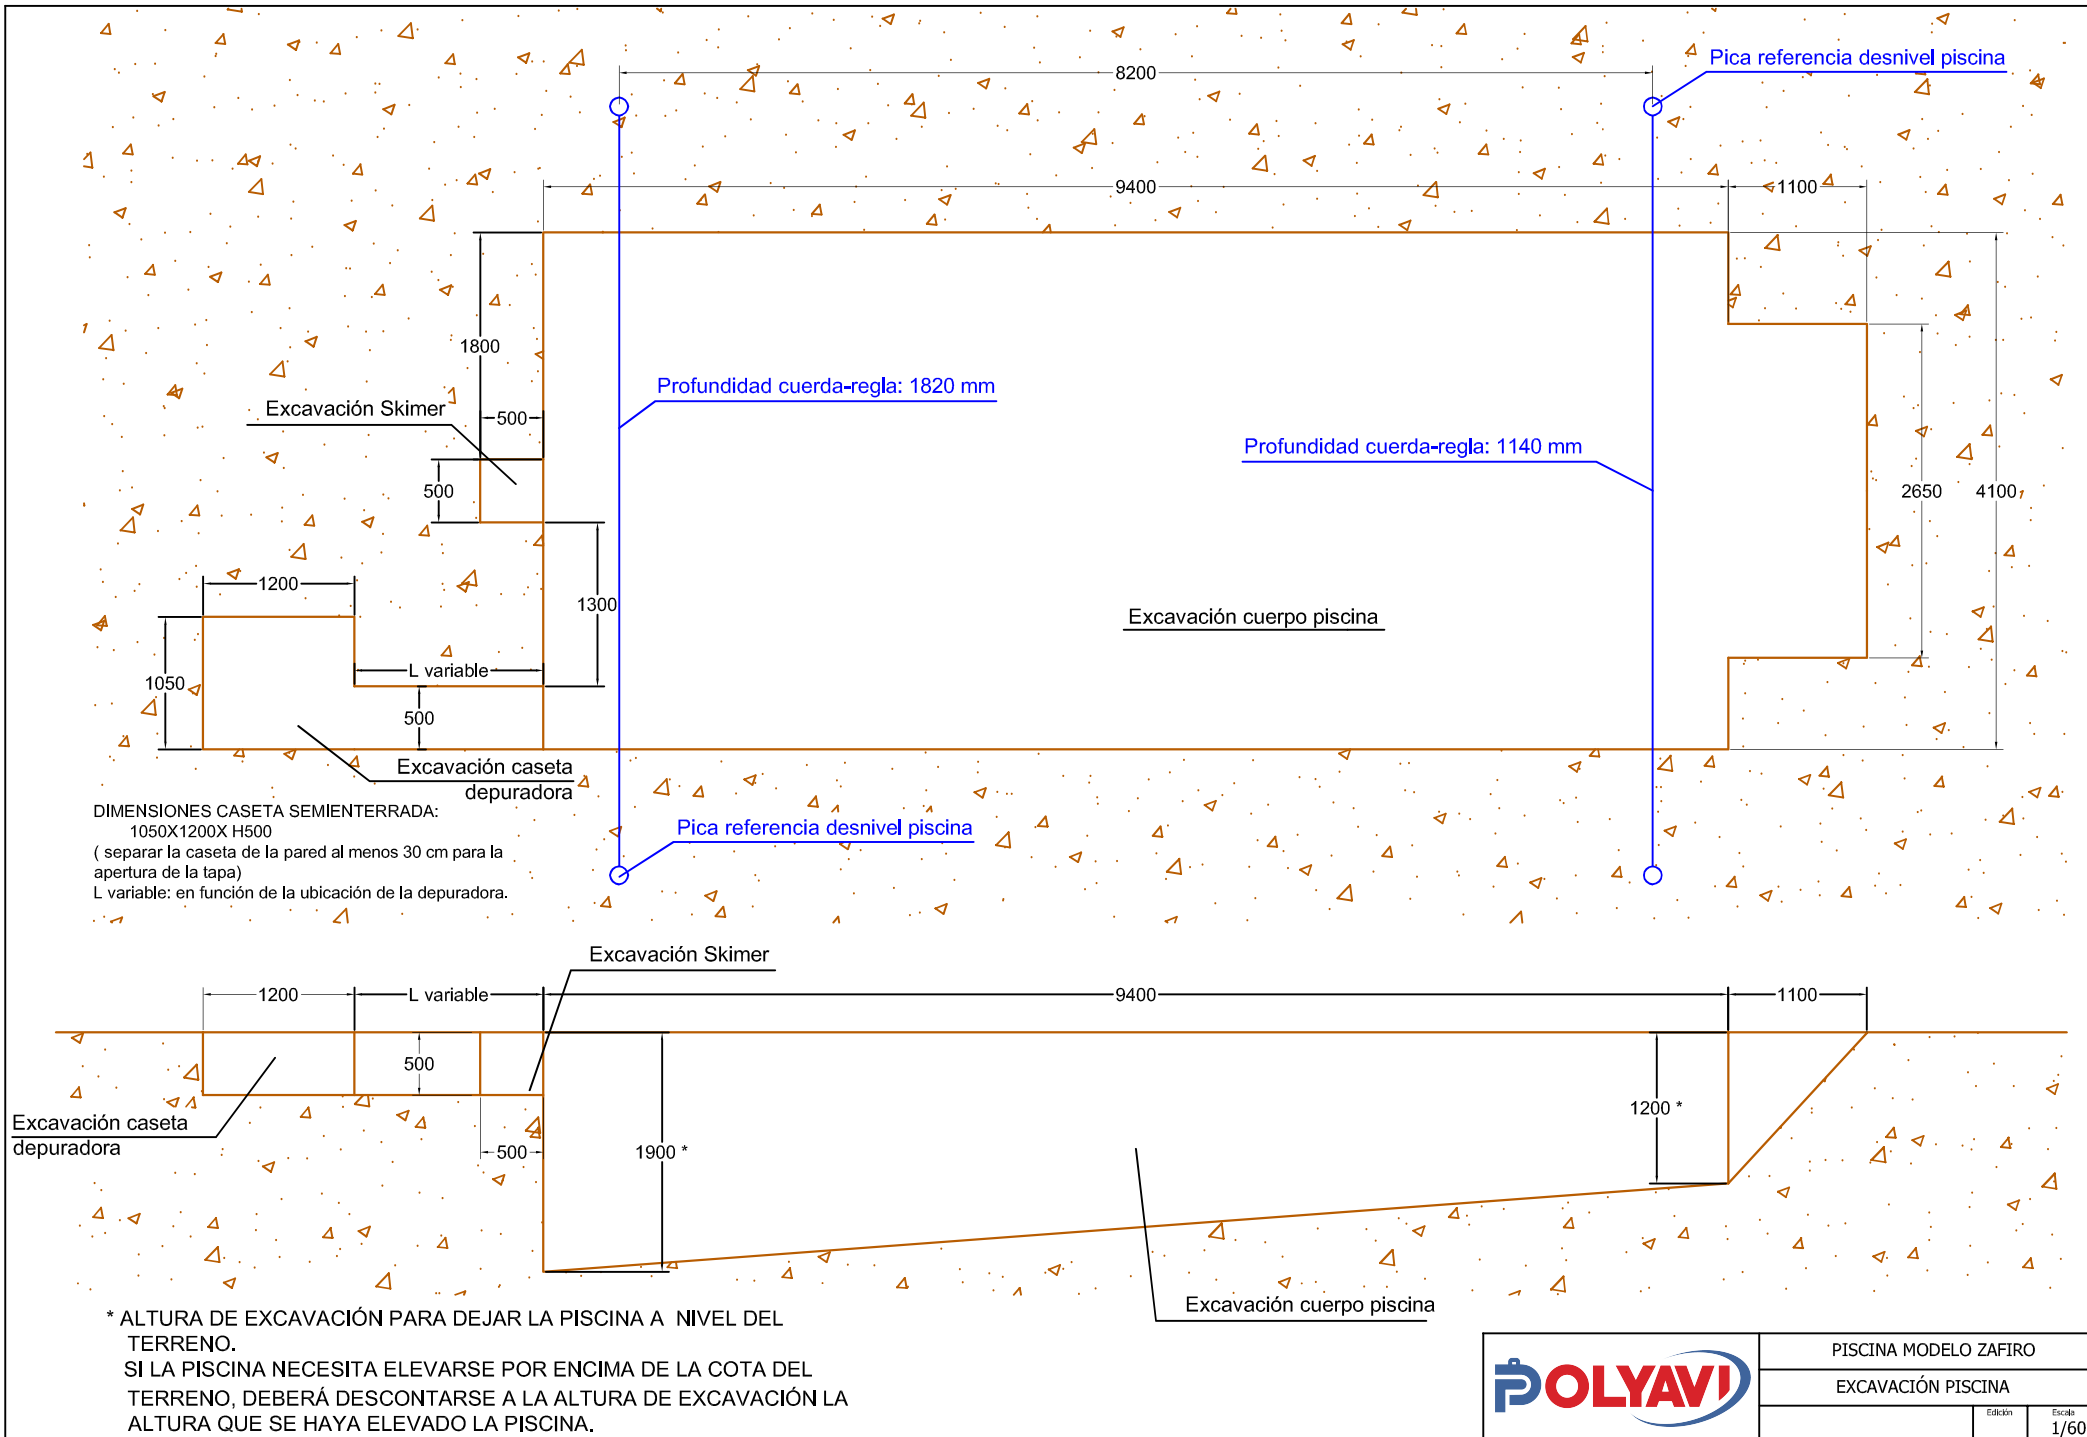 8200
Pica referencia desnivel piscina
9400
1100
1800
Profundidad cuerda-regla: 1820 mm
Excavación Skimer
500
Profundidad cuerda-regla: 1140 mm
500
2650
4100
1200
1300
Excavación cuerpo piscina
L variable
1050
500
Excavación caseta
depuradora
DIMENSIONES CASETA SEMIENTERRADA:
1050X1200X H500
( separar la caseta de la pared al menos 30 cm para la
apertura de la tapa)
L variable: en función de la ubicación de la depuradora.
Pica referencia desnivel piscina
Excavación Skimer
1200
L variable
9400
1100
500
1200 *
Excavación caseta
depuradora
500
1900 *
Excavación cuerpo piscina
* ALTURA DE EXCAVACIÓN PARA DEJAR LA PISCINA A NIVEL DEL
TERRENO.
SI LA PISCINA NECESITA ELEVARSE POR ENCIMA DE LA COTA DEL
TERRENO, DEBERÁ DESCONTARSE A LA ALTURA DE EXCAVACIÓN LA
ALTURA QUE SE HAYA ELEVADO LA PISCINA.
POLYAVI
PISCINA MODELO ZAFIRO
EXCAVACIÓN PISCINA
Edición
Escala
1/60